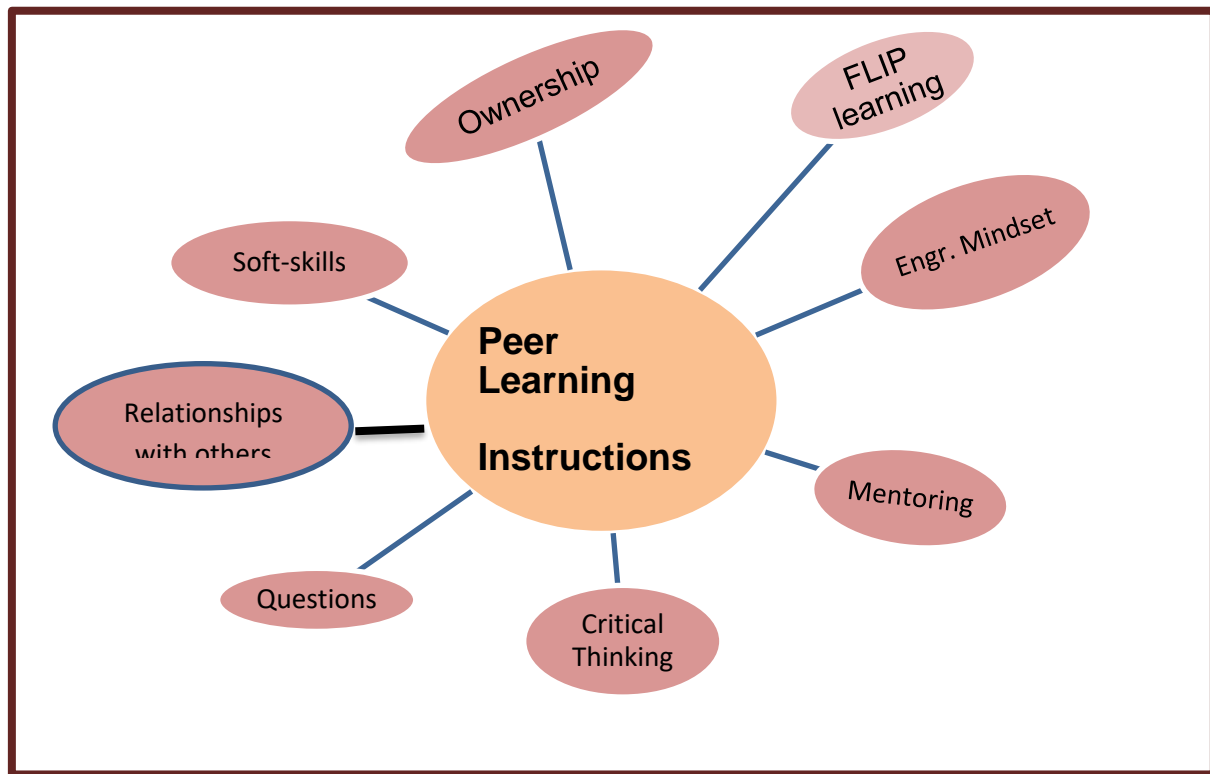 Ownership
FLIP
learning
Engr. Mindset
Soft-skills
Peer
Learning
Instructions
Relationships
with others
Mentoring
Questions
Critical
Thinking